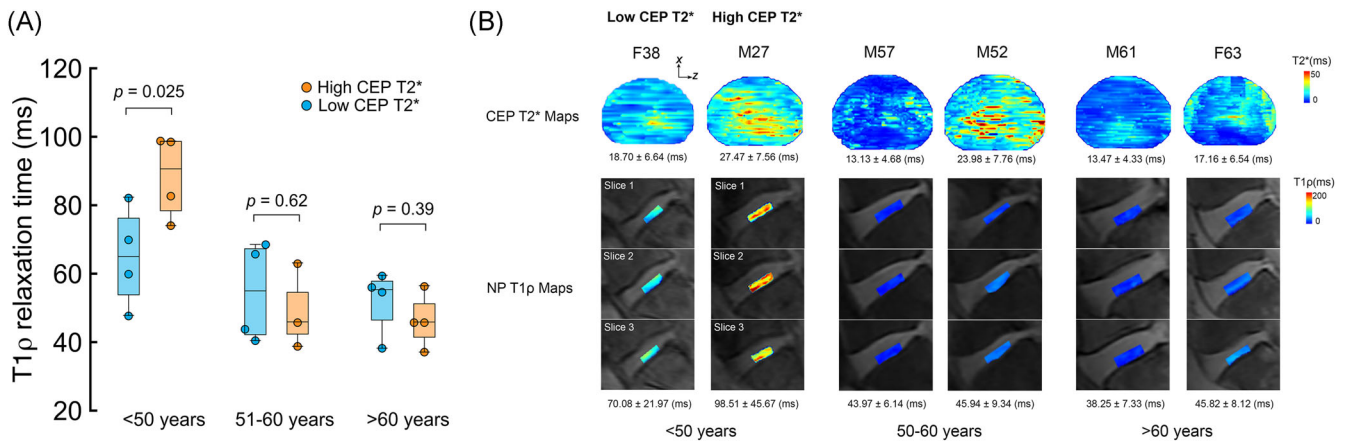 (A)
120
100
80
60
40
20
T1ρ relaxation time (ms)
High CEP T2*
Low CEP T2*
p = 0.025
p = 0.62
p = 0.39
<50 years
51-60 years
>60 years
(B)
Low CEP T2*
High CEP T2*
F38
M27
M57
M52
M61
F63
x
z
T2*(ms)
50
0
CEP T2* Maps
18.70 ± 6.64 (ms)
27.47 ± 7.56 (ms)
13.13 ± 4.68 (ms)
23.98 ± 7.76 (ms)
13.47 ± 4.33 (ms)
17.16 ± 6.54 (ms)
T1ρ(ms)
200
0
Slice 1
Slice 1
NP T1ρ Maps
Slice 2
Slice 2
Slice 3
Slice 3
70.08 ± 21.97 (ms)
98.51 ± 45.67 (ms)
43.97 ± 6.14 (ms)
45.94 ± 9.34 (ms)
38.25 ± 7.33 (ms)
45.82 ± 8.12 (ms)
<50 years
50-60 years
>60 years